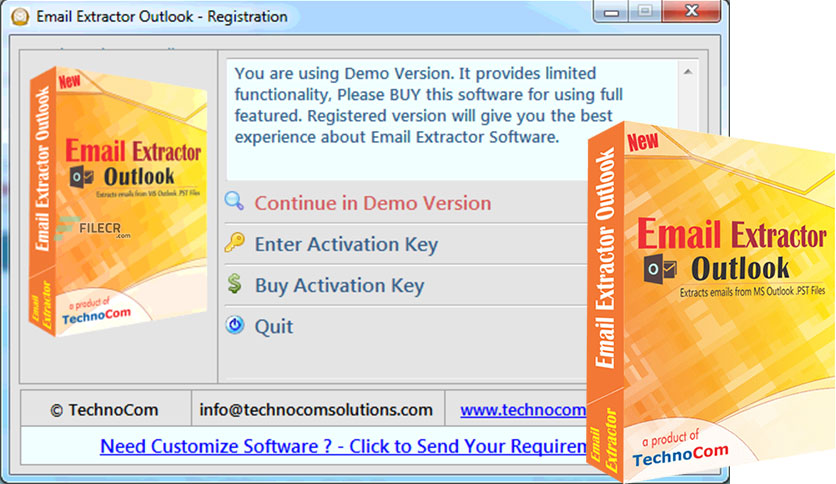 Email Extractor Outlook - Registration
New
Email Extractor Outlook
Email Extractor
Outlook
Extracts emails from MS Outlook .PST Files
FILECR
.com
Email
Extractor
a product of
TechnoCom
You are using Demo Version. It provides limited
functionality, Please BUY this software for using full
featured. Registered version will give you the best
experience about Email Extractor Software.
Continue in Demo Version
Enter Activation Key
Buy Activation Key
Quit
© TechnoCom
info@technocomsolutions.com
www.technocom
Need Customize Software ? - Click to Send Your Requirem
New
Email Extractor Outlook
Email Extractor
Outlook
Extracts emails from MS Outlook .PST Files
Email
Extractor
a product of
TechnoCom